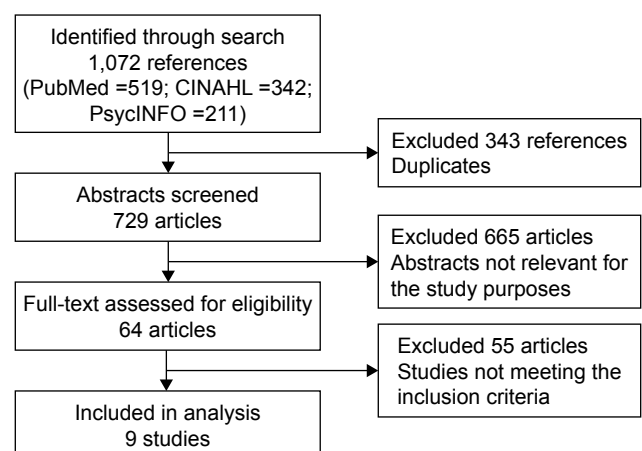 Identified through search
1,072 references
(PubMed =519; CINAHL =342;
PsycINFO =211)
Excluded 343 references
Duplicates
Abstracts screened
729 articles
Excluded 665 articles
Abstracts not relevant for
the study purposes
Full-text assessed for eligibility
64 articles
Excluded 55 articles
Studies not meeting the
inclusion criteria
Included in analysis
9 studies